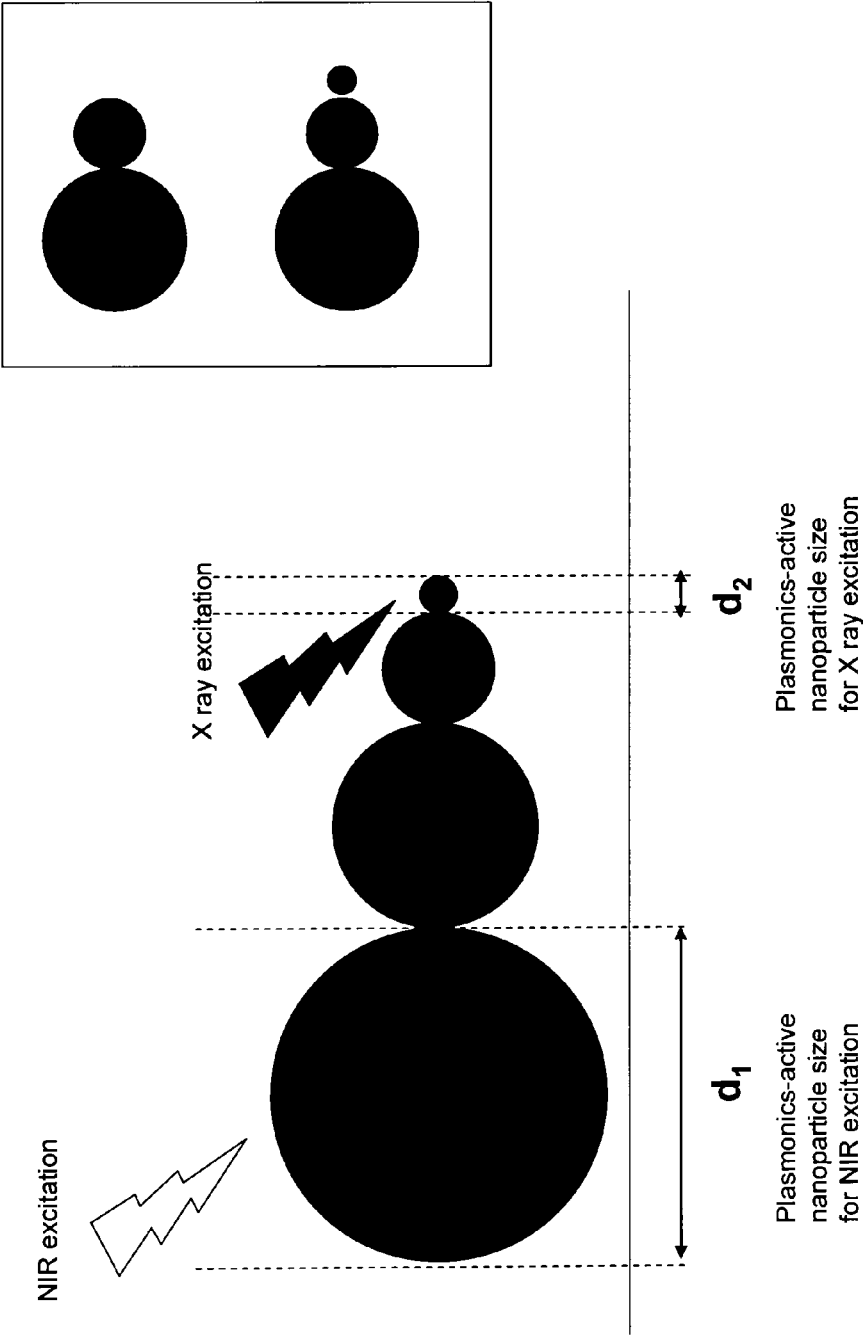 NIR excitation
X ray excitation
d1
d2
Plasmonics-active
nanoparticle size
for NIR excitation
Plasmonics-active
nanoparticle size
for X ray excitation